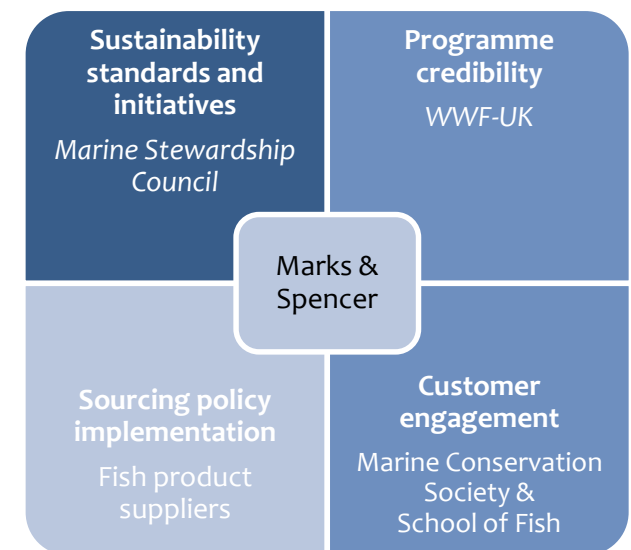 Sustainability
standards and
initiatives
Marine Stewardship
Council
Programme
credibility
WWF-UK
Marks &
Spencer
Sourcing policy
implementation
Fish product
suppliers
Customer
engagement
Marine Conservation
Society &
School of Fish